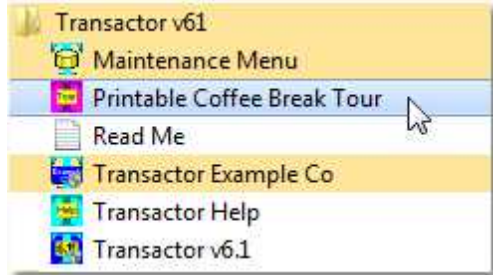 Transactor v61
Maintenance Menu
Printable Coffee Break Tour
Read Me
Transactor Example Co
Transactor Help
Transactor v6.1